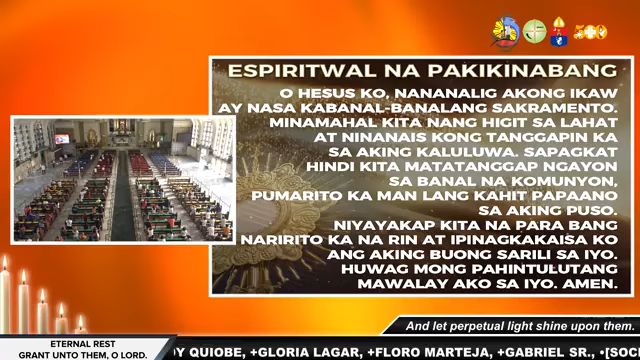 500
ESPIRITWAL NA PAKIKINABANG
O HESUS KO, NANANALIG AKONG IKAW
AY NASA KABANAL-BANALANG SAKRAMENTO.
MINAMAHAL KITA NANG HIGIT SA LAHAT
AT NINANAIS KONG TANGGAPIN KA
SA AKING KALULUWA. SAPAGKAT
HINDI KITA MATATANGGAP NGAYON
SA BANAL NA KOMUNYON,
PUMARITO KA MAN LANG KAHIT PAPAANO
SA AKING PUSO.
NIYAYAKAP KITA NA PARA BANG
NARIRITO KA NA RIN AT IPINAGKAKAISA KO
ANG AKING BUONG SARILI SA IYO.
HUWAG MONG PAHINTULUTANG
MAWALAY AKO SA IYO. AMEN.
And let perpetual light shine upon them.
ETERNAL REST
GRANT UNTO THEM, O LORD.
QUIOBE, +GLORIA LAGAR, +FLORO MARTEJA, +GABRIEL SR., •[SOC